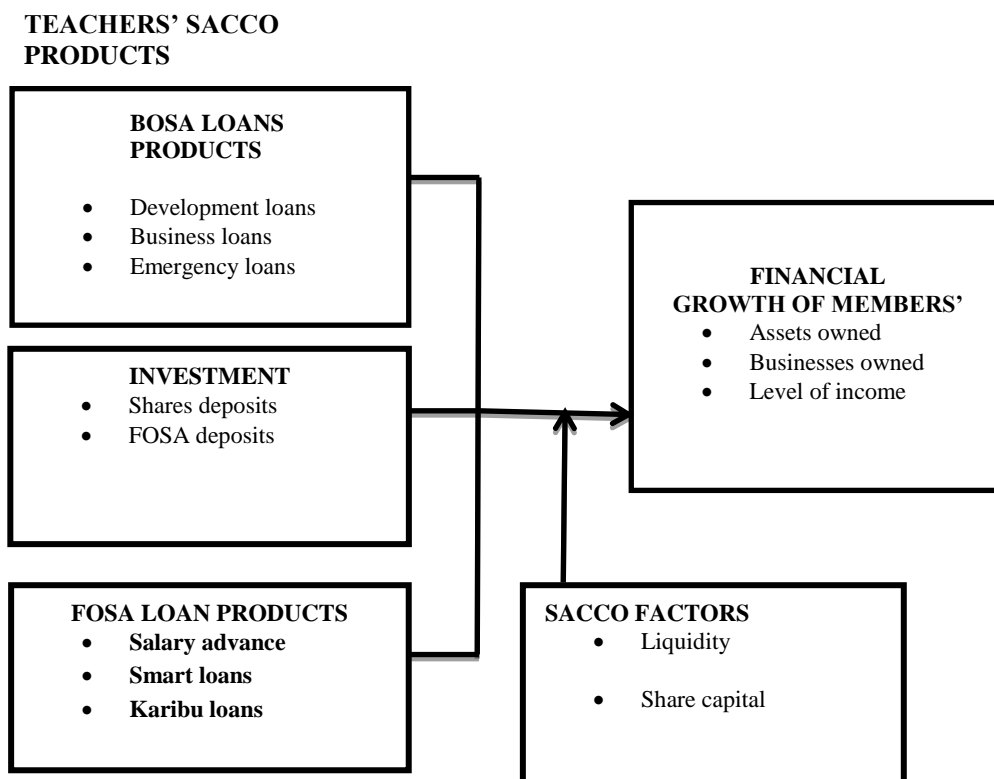 TEACHERS’ SACCO
PRODUCTS
BOSA LOANS
PRODUCTS
• Development loans
• Business loans
• Emergency loans
INVESTMENT
• Shares deposits
• FOSA deposits
FOSA LOAN PRODUCTS
• Salary advance
• Smart loans
• Karibu loans
FINANCIAL
GROWTH OF MEMBERS’
• Assets owned
• Businesses owned
• Level of income
SACCO FACTORS
• Liquidity
• Share capital